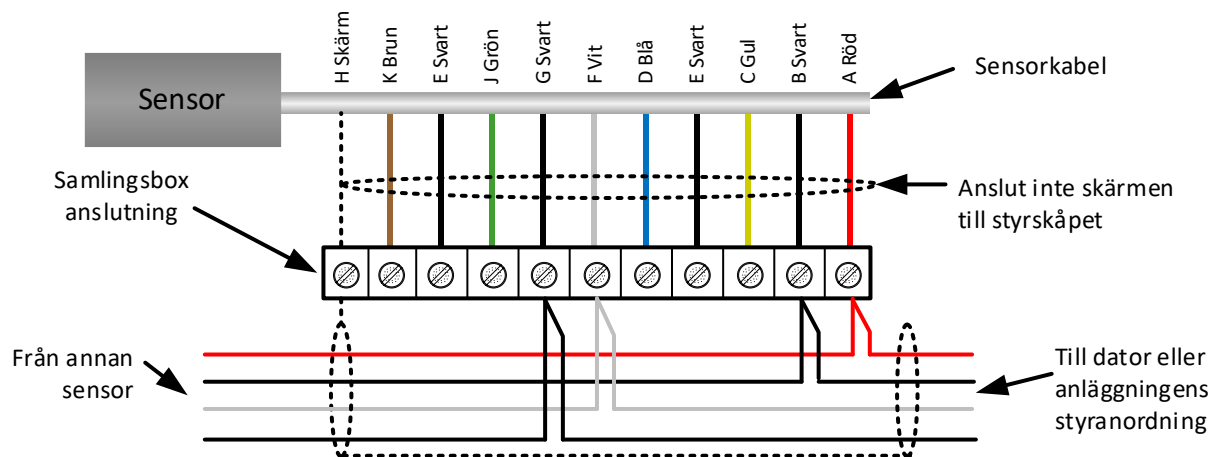 H Skärm
K Brun
E Svart
J Grön
G Svart
F Vit
D Blå
E Svart
C Gul
B Svart
A Röd
Sensor
Sensorkabel
Samlingsbox
anslutning
Anslut inte skärmen
till styrskåpet
Från annan
sensor
Till dator eller
anläggningens
styranordning